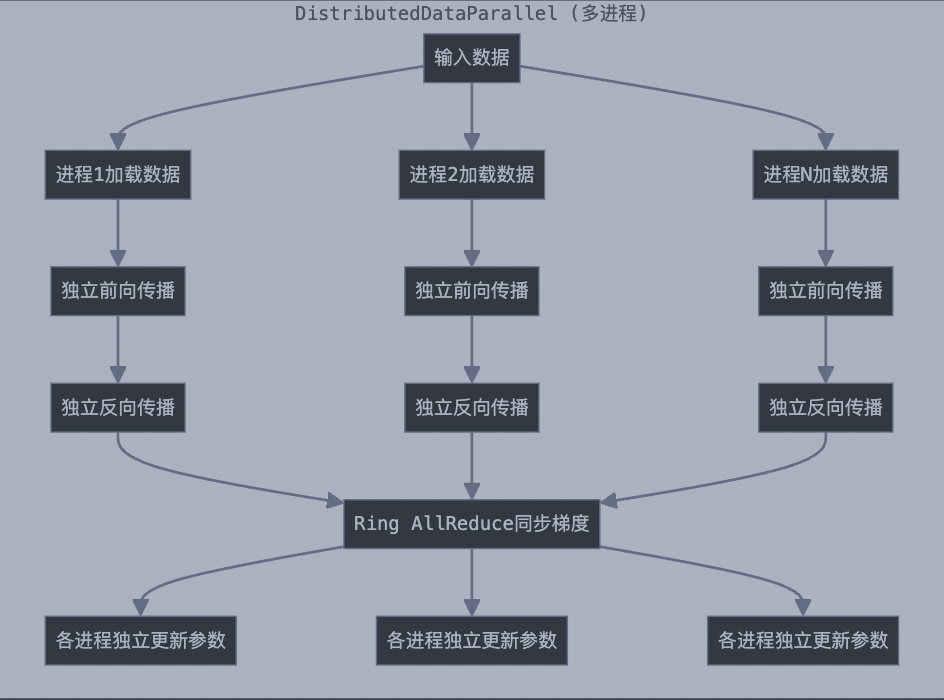 DistributedDataParallel (多进程)
输入数据
进程1加载数据
进程2加载数据
进程N加载数据
独立前向传播
独立前向传播
独立前向传播
独立反向传播
独立反向传播
独立反向传播
Ring AllReduce同步梯度
各进程独立更新参数
各进程独立更新参数
各进程独立更新参数